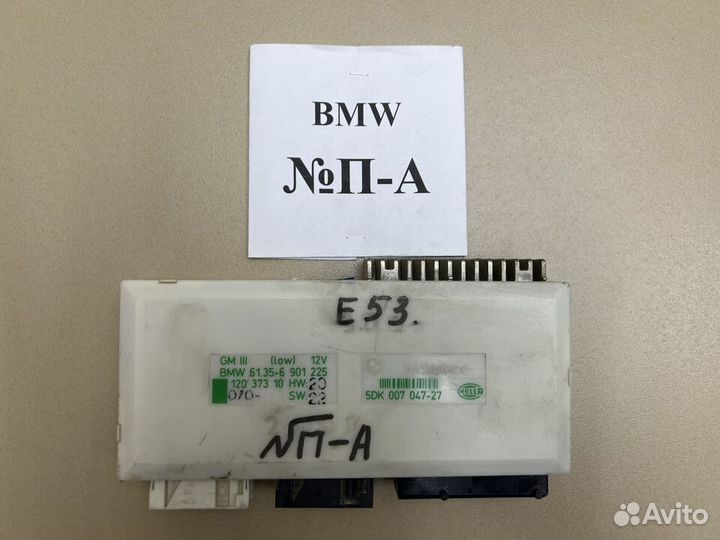 BMW
№П-А
E53.
GM III (low) 12V
BMW 61.35-6 901 225
120 373 10 HW: 20
070- SW: 22
5DK 007 047-27
HELLA
№П-А
Avito